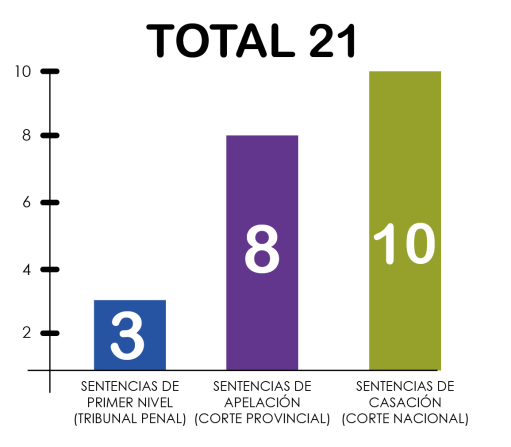 TOTAL 21
10
8
6
4
2
3
8
10
SENTENCIAS DE
PRIMER NIVEL
(TRIBUNAL PENAL)
SENTENCIAS DE
APELACIÓN
(CORTE PROVINCIAL)
SENTENCIAS DE
CASACIÓN
(CORTE NACIONAL)